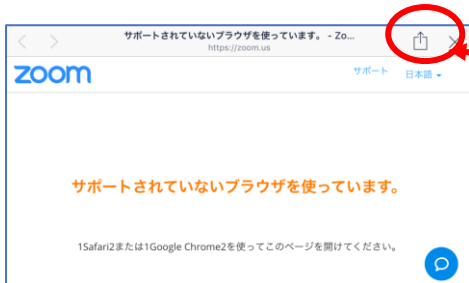 サポートされていないブラウザを使っています。 - Zo...
https://zoom.us
zoom
サポート
日本語
サポートされていないブラウザを使っています。
1Safari2または1Google Chrome2を使ってこのページを開けてください。